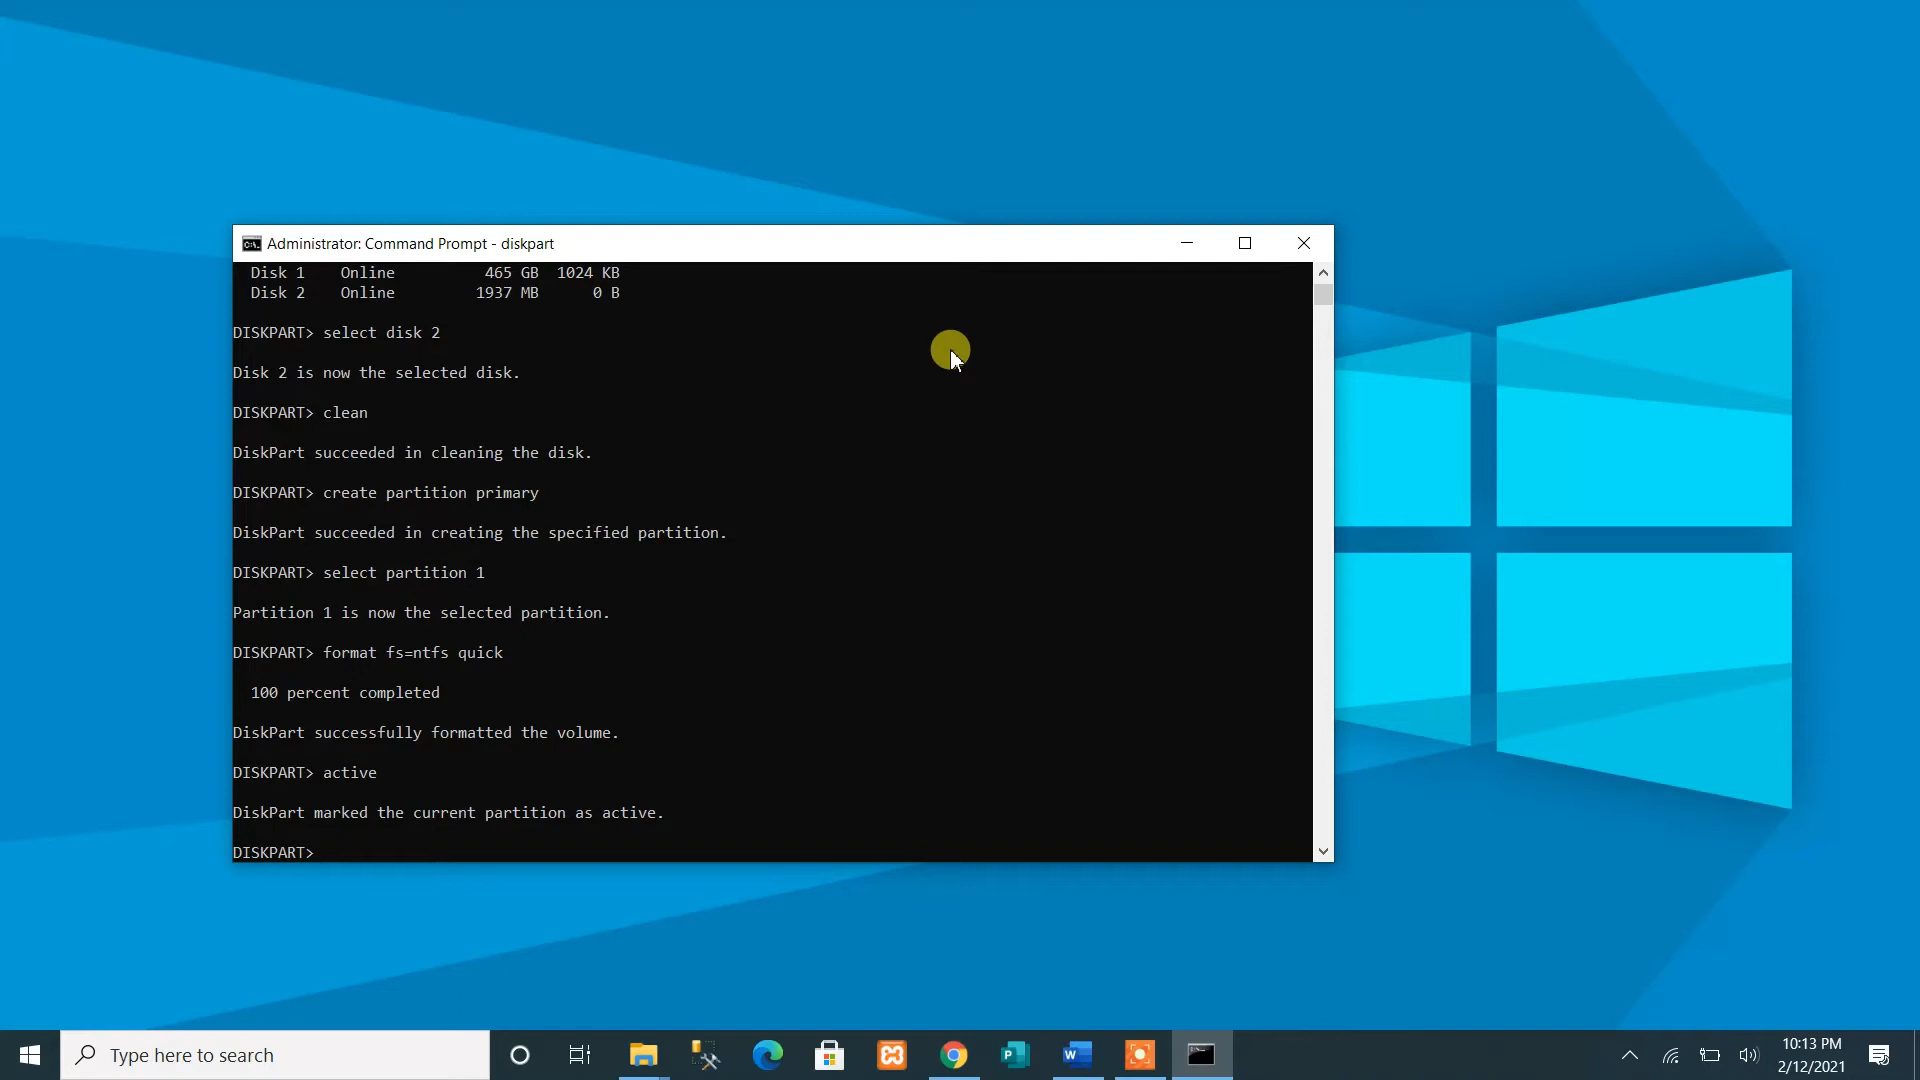 Administrator: Command Prompt - diskpart
Disk 1 Online 465 GB 1024 KB
Disk 2 Online 1937 MB 0 B
DISKPART> select disk 2
Disk 2 is now the selected disk.
DISKPART> clean
DiskPart succeeded in cleaning the disk.
DISKPART> create partition primary
DiskPart succeeded in creating the specified partition.
DISKPART> select partition 1
Partition 1 is now the selected partition.
DISKPART> format fs=ntfs quick
100 percent completed
DiskPart successfully formatted the volume.
DISKPART> active
DiskPart marked the current partition as active.
DISKPART>
Type here to search
10:13 PM
2/12/2021